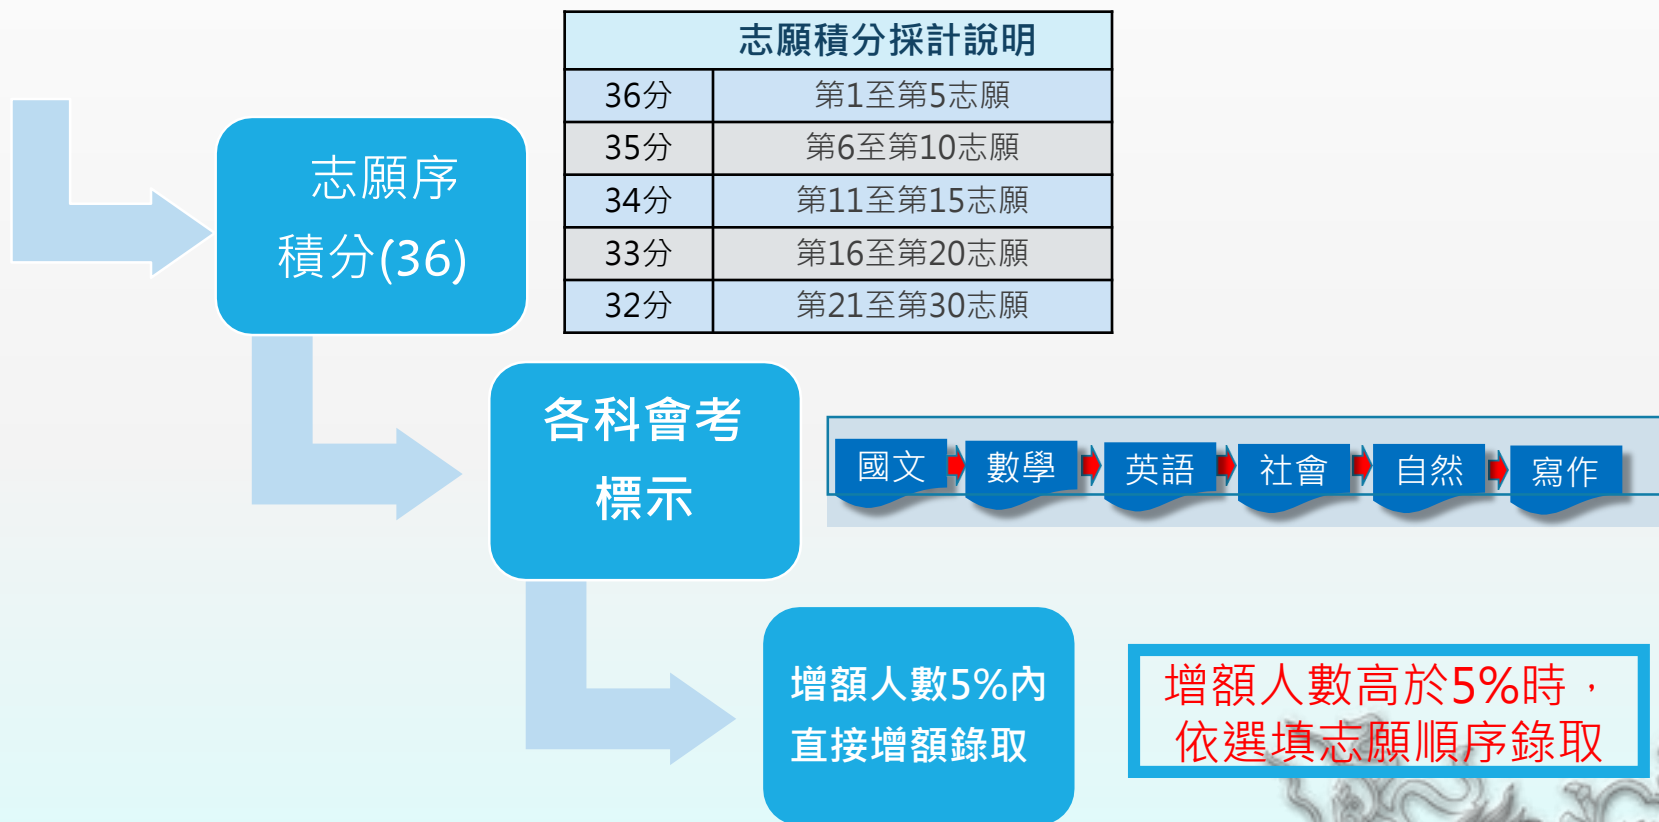 志願積分採計說明
36分 第1至第5志願
35分 第6至第10志願
34分 第11至第15志願
33分 第16至第20志願
32分 第21至第30志願
志願序
積分(36)
各科會考
標示
國文 數學 英語 社會 自然 寫作
增額人數5%內
直接增額錄取
增額人數高於5%時，
依選填志願順序錄取